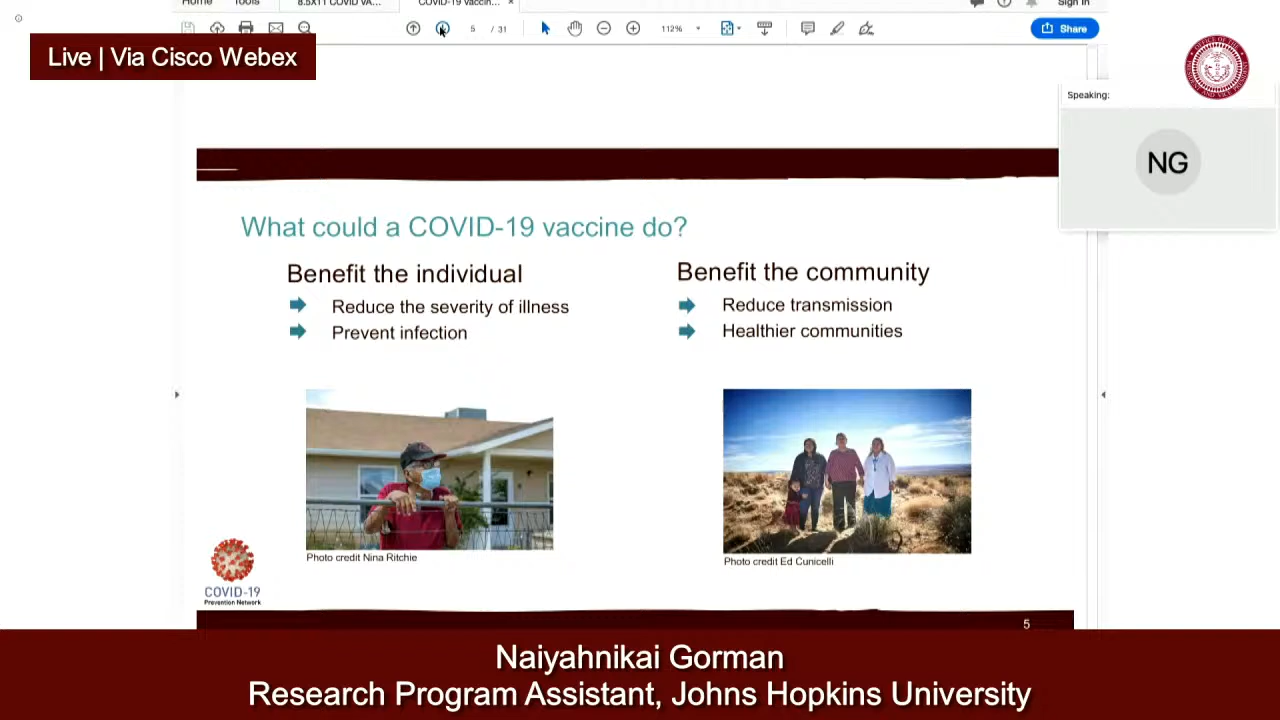 Home Tools 8.5X11 COVID VA... COVID-19 Vaccin... × Sign In
5 / 31 112% Share
Live | Via Cisco Webex
Speaking:
NG
What could a COVID-19 vaccine do?
Benefit the individual
Reduce the severity of illness
Prevent infection
Benefit the community
Reduce transmission
Healthier communities
Photo credit Nina Ritchie
Photo credit Ed Cunicelli
COVID-19
Prevention Network
5
Naiyahnikai Gorman
Research Program Assistant, Johns Hopkins University